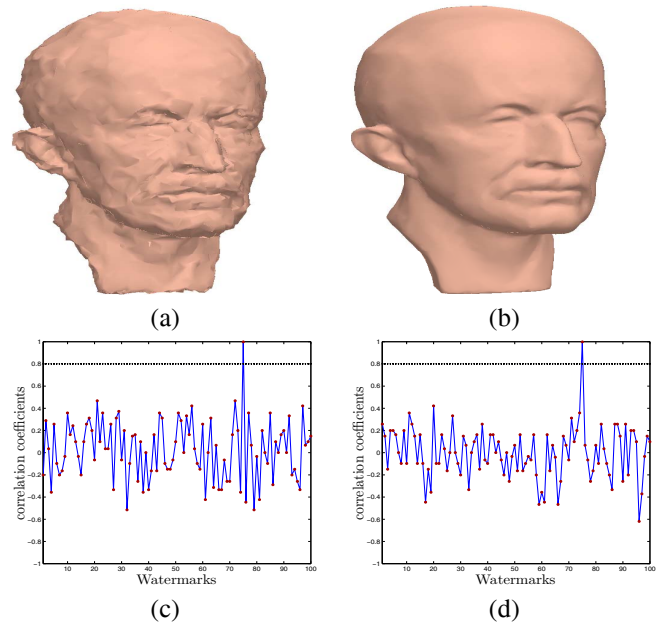 (a) (b)
1 1
0.8 0.8
0.6 0.6
0.4 0.4
0.2 0.2
0 0
−0.2 −0.2
−0.4 −0.4
−0.6 −0.6
−0.8 −0.8
−1 −1
correlation coefficients correlation coefficients
10 20 30 40 50 60 70 80 90 100 10 20 30 40 50 60 70 80 90 100
Watermarks Watermarks
(c) (d)